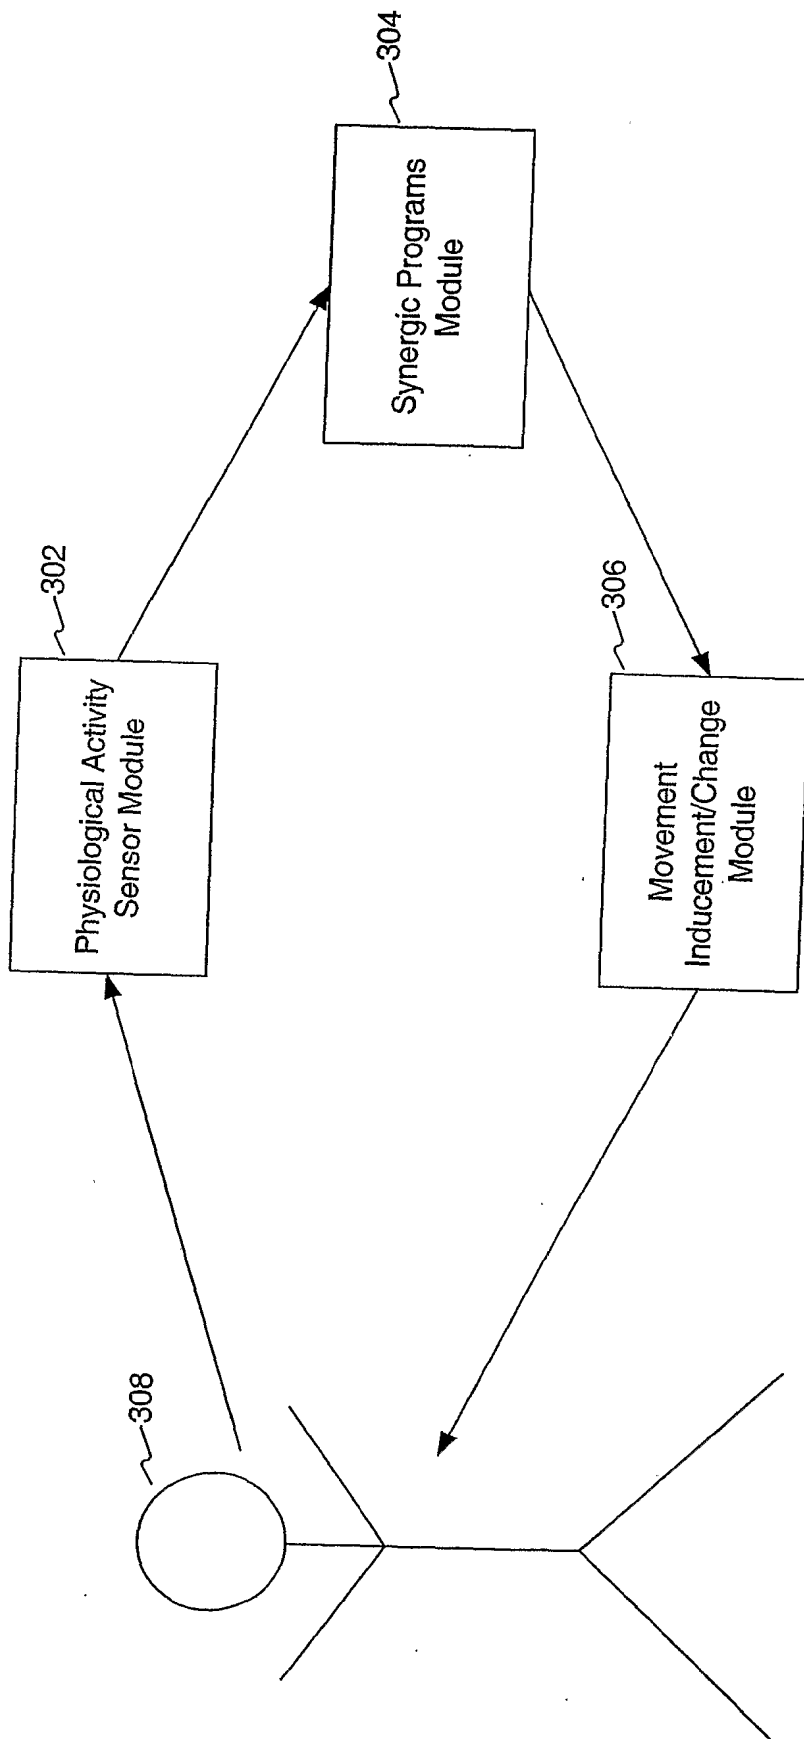 308
302
Physiological Activity
Sensor Module
304
Synergic Programs
Module
306
Movement
Inducement/Change
Module